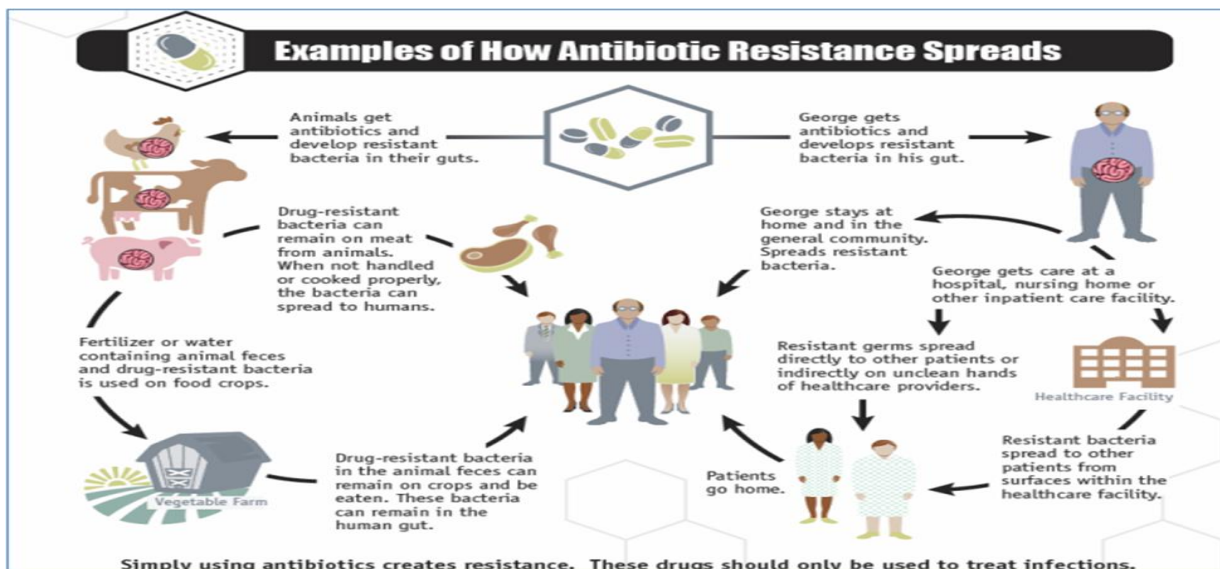 Examples of How Antibiotic Resistance Spreads
Animals get
antibiotics and
develop resistant
bacteria in their guts.
George gets
antibiotics and
develops resistant
bacteria in his gut.
Drug-resistant
bacteria can
remain on meat
from animals.
When not handled
or cooked properly,
the bacteria can
spread to humans.
George stays at
home and in the
general community.
Spreads resistant
bacteria.
George gets care at a
hospital, nursing home or
other inpatient care facility.
Fertilizer or water
containing animal feces
and drug-resistant bacteria
is used on food crops.
Resistant germs spread
directly to other patients or
indirectly on unclean hands
of healthcare providers.
Healthcare Facility
Vegetable Farm
Drug-resistant bacteria
in the animal feces can
remain on crops and be
eaten. These bacteria
can remain in the
human gut.
Patients
go home.
Resistant bacteria
spread to other
patients from
surfaces within the
healthcare facility.
Simply using antibiotics creates resistance. These drugs should only be used to treat infections.